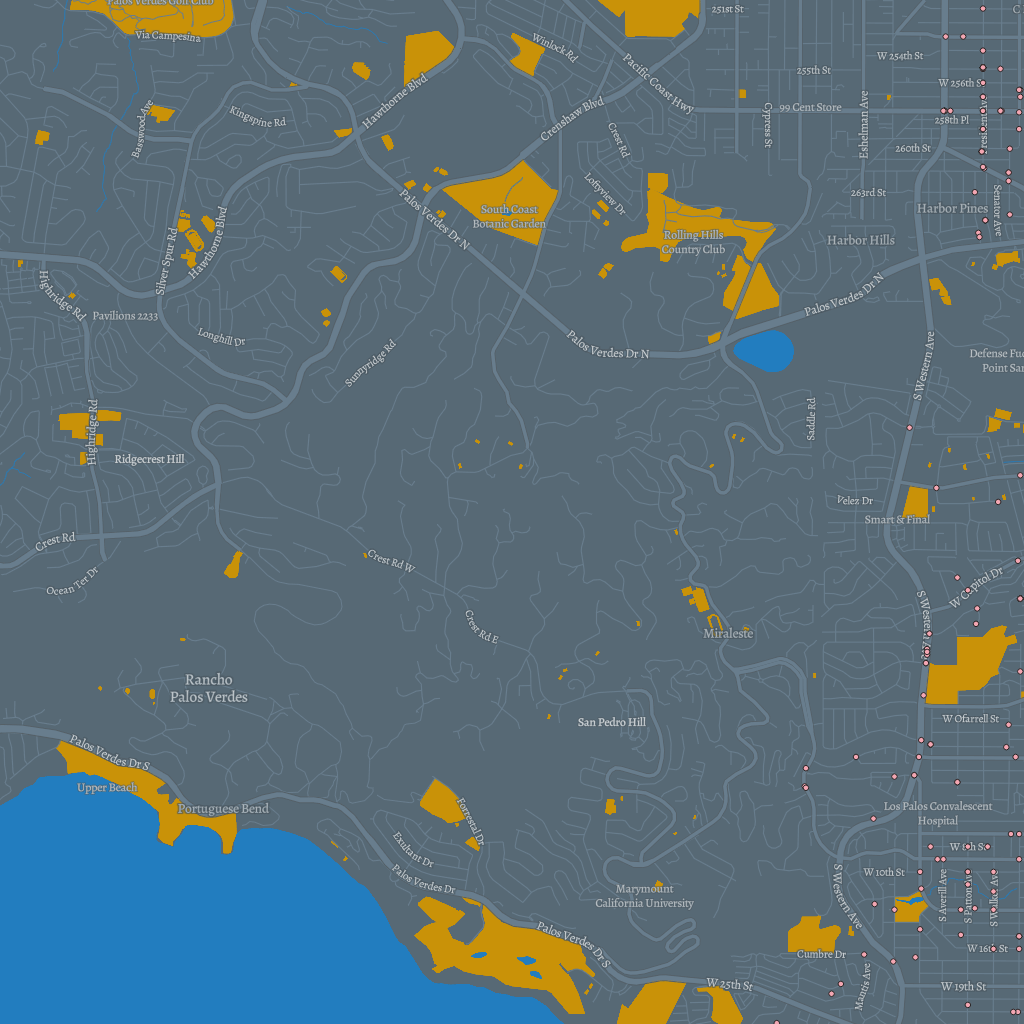 Palos Verdes Golf Club
Via Campesina
251st St
C
Winlock Rd
W 254th St
255th St
Pacific Coast Hwy
W 256th St
Hawthorne Blvd
99 Cent Store
Basswood Ave
Kingspine Rd
Crenshaw Blvd
258th Pl
Cypress St
Eshelman Ave
Crest Rd
260th St
Loftyview Dr
263rd St
Senator Ave
South Coast
Botanic Garden
Palos Verdes Dr N
Harbor Pines
Rolling Hills
Country Club
Harbor Hills
Silver Spur Rd
Hawthorne Blvd
Highridge Rd
Palos Verdes Dr N
Pavilions 2233
Longhill Dr
Palos Verdes Dr N
Sunnyridge Rd
Defense Fue
Point San
S Western Ave
Highridge Rd
Saddle Rd
Ridgecrest Hill
Velez Dr
Smart & Final
Crest Rd
Crest Rd W
Ocean Ter Dr
W Capitol Dr
Crest Rd E
Miraleste
Rancho
Palos Verdes
San Pedro Hill
W Ofarrell St
Palos Verdes Dr S
Upper Beach
Portuguese Bend
Forrestal Dr
Los Palos Convalescent
Hospital
Exultant Dr
W 8th St
W 10th St
Palos Verdes Dr
Marymount
California University
S Western Ave
S Averill Ave
S Patton Ave
S Walker Ave
Palos Verdes Dr S
Cumbre Dr
W 16th St
W 25th St
Mantis Ave
W 19th St